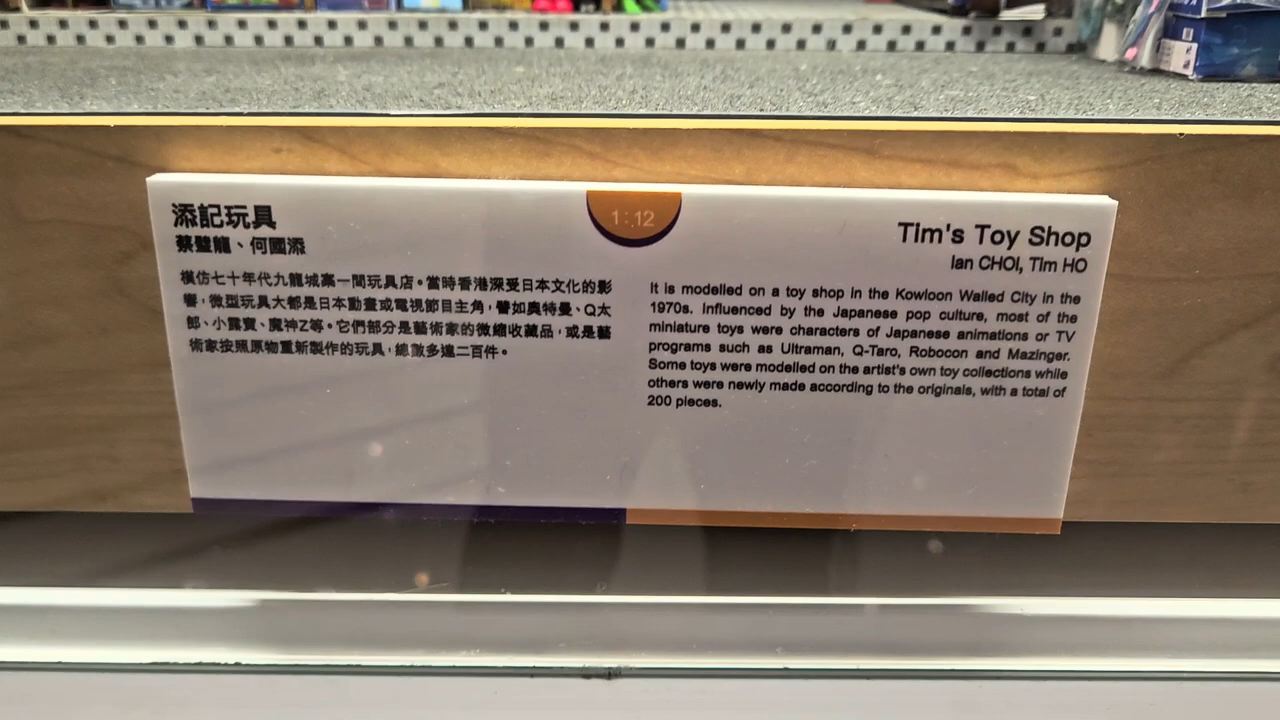 添記玩具
蔡璧龍、何國添
模仿七十年代九龍城寨一間玩具店。當時香港深受日本文化的影
響，微型玩具大都是日本動畫或電視節目主角，譬如奧特曼、Q太
郎、小露寶、魔神Z等。它們部分是藝術家的微縮收藏品，或是藝
術家按照原物重新製作的玩具，總數多達二百件。
1:12
Tim's Toy Shop
Ian CHOI, Tim HO
It is modelled on a toy shop in the Kowloon Walled City in the
1970s. Influenced by the Japanese pop culture, most of the
miniature toys were characters of Japanese animations or TV
programs such as Ultraman, Q-Taro, Robocon and Mazinger.
Some toys were modelled on the artist's own toy collections while
others were newly made according to the originals, with a total of
200 pieces.